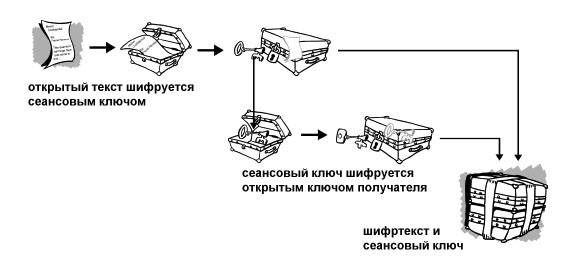 открытый текст шифруется
сеансовым ключом
сеансовый ключ шифруется
открытым ключом получателя
шифртекст и
сеансовый ключ